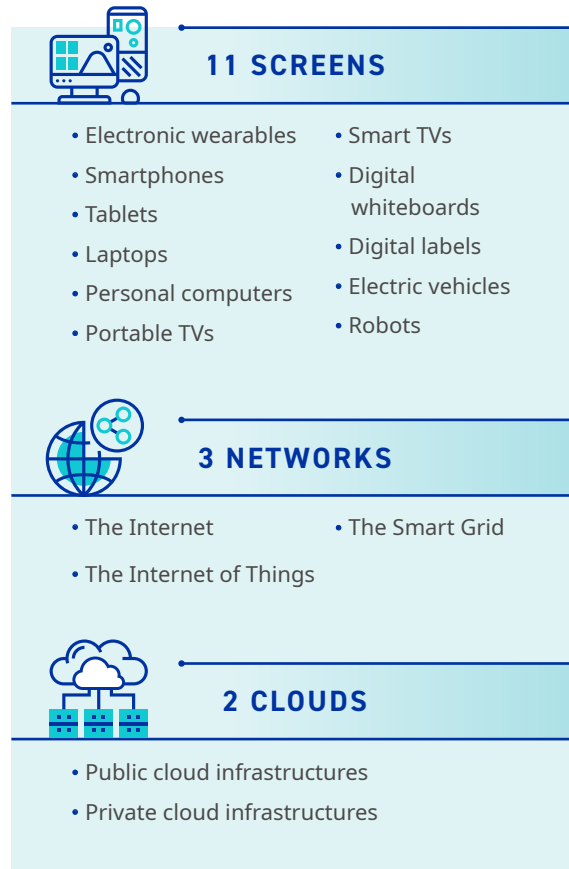 11 SCREENS
• Electronic wearables
• Smartphones
• Tablets
• Laptops
• Personal computers
• Portable TVs
• Smart TVs
• Digital
whiteboards
• Digital labels
• Electric vehicles
• Robots
3 NETWORKS
• The Internet
• The Internet of Things
• The Smart Grid
2 CLOUDS
• Public cloud infrastructures
• Private cloud infrastructures